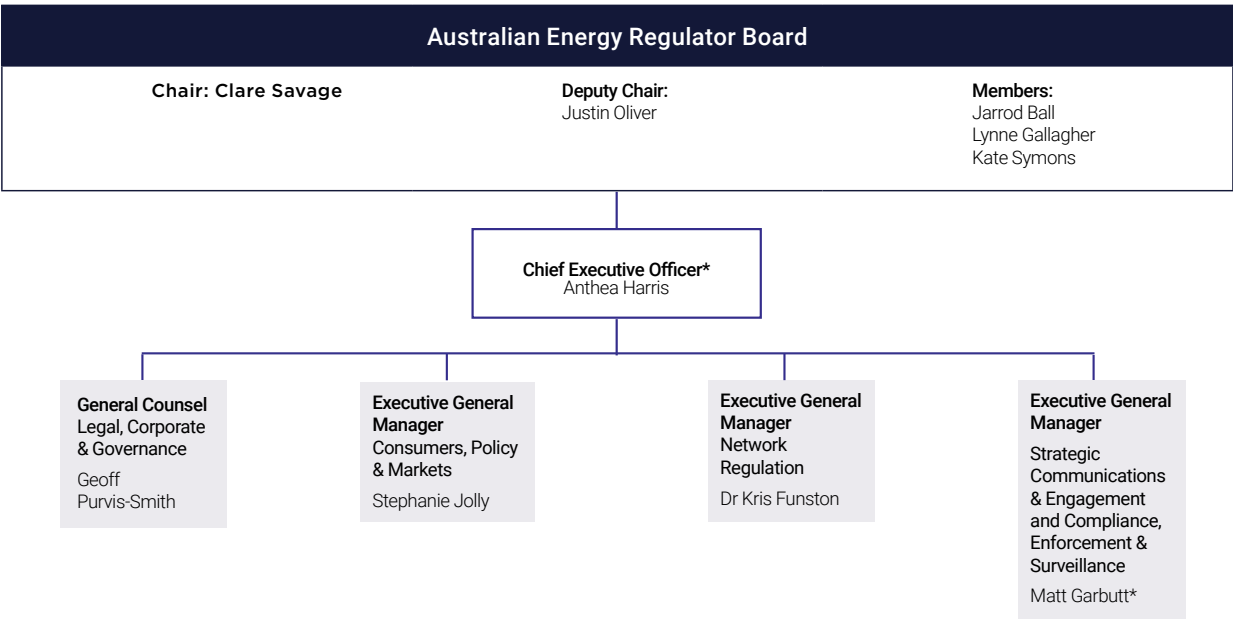 Australian Energy Regulator Board
Chair: Clare Savage
Deputy Chair:
Justin Oliver
Members:
Jarrod Ball
Lynne Gallagher
Kate Symons
Chief Executive Officer*
Anthea Harris
General Counsel
Legal, Corporate
& Governance
Geoff
Purvis-Smith
Executive General
Manager
Consumers, Policy
& Markets
Stephanie Jolly
Executive General
Manager
Network
Regulation
Dr Kris Funston
Executive General
Manager
Strategic
Communications
& Engagement
and Compliance,
Enforcement &
Surveillance
Matt Garbutt*